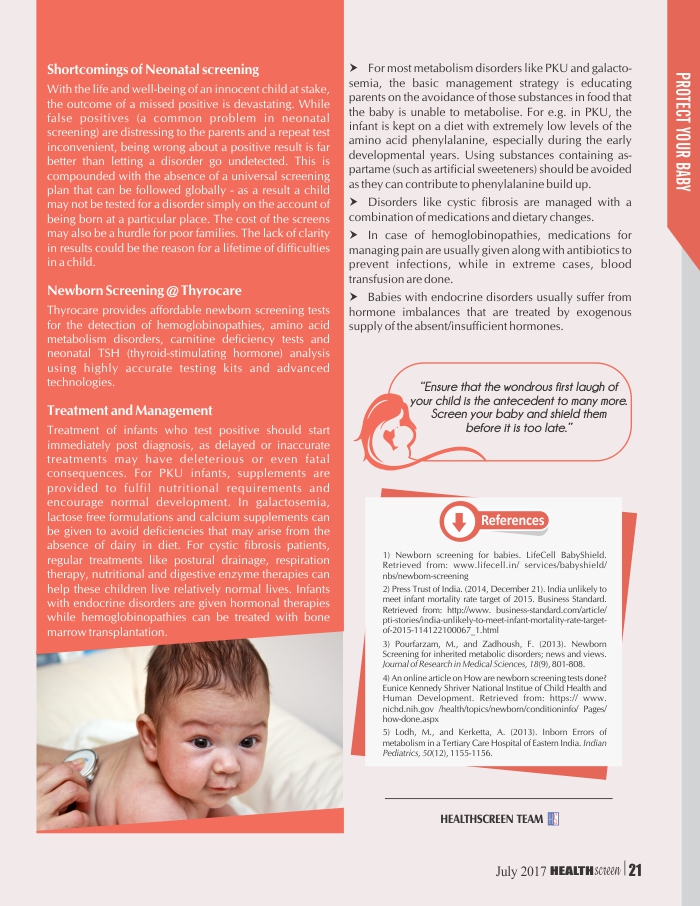 Shortcomings of Neonatal screening
With the life and well-being of an innocent child at stake,
the outcome of a missed positive is devastating. While
false positives (a common problem in neonatal
screening) are distressing to the parents and a repeat test
inconvenient, being wrong about a positive result is far
better than letting a disorder go undetected. This is
compounded with the absence of a universal screening
plan that can be followed globally - as a result a child
may not be tested for a disorder simply on the account of
being born at a particular place. The cost of the screens
may also be a hurdle for poor families. The lack of clarity
in results could be the reason for a lifetime of difficulties
in a child.
Newborn Screening @ Thyrocare
Thyrocare provides affordable newborn screening tests
for the detection of hemoglobinopathies, amino acid
metabolism disorders, carnitine deficiency tests and
neonatal TSH (thyroid-stimulating hormone) analysis
using highly accurate testing kits and advanced
technologies.
Treatment and Management
Treatment of infants who test positive should start
immediately post diagnosis, as delayed or inaccurate
treatments may have deleterious or even fatal
consequences. For PKU infants, supplements are
provided to fulfil nutritional requirements and
encourage normal development. In galactosemia,
lactose free formulations and calcium supplements can
be given to avoid deficiencies that may arise from the
absence of dairy in diet. For cystic fibrosis patients,
regular treatments like postural drainage, respiration
therapy, nutritional and digestive enzyme therapies can
help these children live relatively normal lives. Infants
with endocrine disorders are given hormonal therapies
while hemoglobinopathies can be treated with bone
marrow transplantation.
➤ For most metabolism disorders like PKU and galacto-
semia, the basic management strategy is educating
parents on the avoidance of those substances in food that
the baby is unable to metabolise. For e.g. in PKU, the
infant is kept on a diet with extremely low levels of the
amino acid phenylalanine, especially during the early
developmental years. Using substances containing as-
partame (such as artificial sweeteners) should be avoided
as they can contribute to phenylalanine build up.
➤ Disorders like cystic fibrosis are managed with a
combination of medications and dietary changes.
➤ In case of hemoglobinopathies, medications for
managing pain are usually given along with antibiotics to
prevent infections, while in extreme cases, blood
transfusion are done.
➤ Babies with endocrine disorders usually suffer from
hormone imbalances that are treated by exogenous
supply of the absent/insufficient hormones.
"Ensure that the wondrous first laugh of
your child is the antecedent to many more.
Screen your baby and shield them
before it is too late."
References
1) Newborn screening for babies. LifeCell BabyShield.
Retrieved from: www.lifecell.in/ services/babyshield/
nbs/newborn-screening
2) Press Trust of India. (2014, December 21). India unlikely to
meet infant mortality rate target of 2015. Business Standard.
Retrieved from: http://www. business-standard.com/article/
pti-stories/india-unlikely-to-meet-infant-mortality-rate-target-
of-2015-114122100067_1.html
3) Pourfarzam, M., and Zadhoush, F. (2013). Newborn
Screening for inherited metabolic disorders; news and views.
Journal of Research in Medical Sciences, 18(9), 801-808.
4) An online article on How are newborn screening tests done?
Eunice Kennedy Shriver National Institue of Child Health and
Human Development. Retrieved from: https:// www.
nichd.nih.gov /health/topics/newborn/conditioninfo/ Pages/
how-done.aspx
5) Lodh, M., and Kerketta, A. (2013). Inborn Errors of
metabolism in a Tertiary Care Hospital of Eastern India. Indian
Pediatrics, 50(12), 1155-1156.
HEALTHSCREEN TEAM
PROTECT YOUR BABY
July 2017 HEALTHscreen | 21